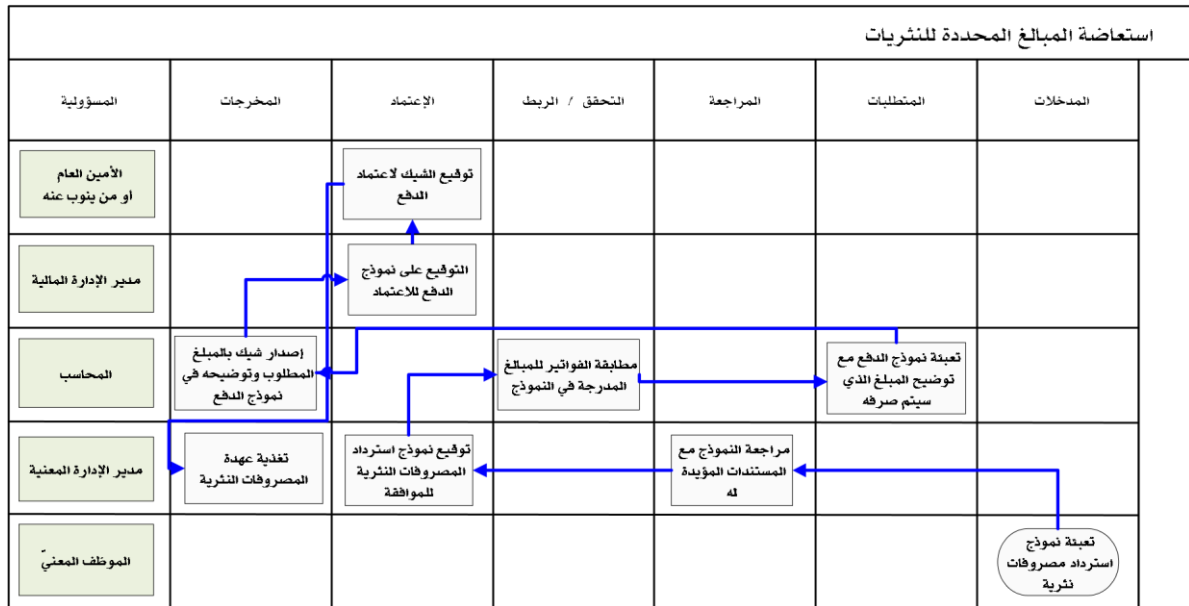 استعاضة المبالغ المحددة للنثريات
المدخلات
المتطلبات
المراجعة
التحقق / الربط
الإعتماد
المخرجات
المسؤولية
توقيع الشيك لاعتماد
الدفع
الأمين العام
او من ينوب عنه
التوقيع على نموذج
الدفع للاعتماد
مدير الإدارة المالية
تعبئة نموذج الدفع مع
توضيح المبلغ الذي
سيتم صرفه
مطابقة الفواتير للمبالغ
المدرجة في النموذج
إصدار شيك بالمبلغ
المطلوب وتوضيحه في
نموذج الدفع
المحاسب
مراجعة النموذج مع
المستندات المؤيدة
له
توقيع نموذج استرداد
المصروفات النثرية
للموافقة
تغذية عهدة
المصروفات النثرية
مدير الإدارة المعنية
تعبئة نموذج
استرداد مصروفات
نثرية
الموظف المعنيّ